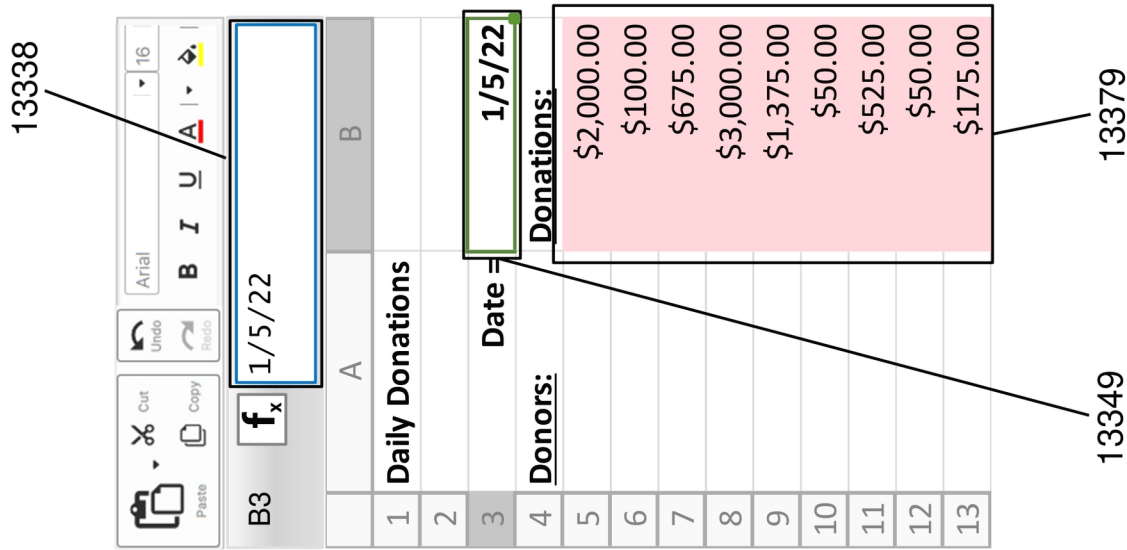 13338
Paste
Cut
Copy
Undo
Redo
Arial 16
B I U A
B3 fx 1/5/22
A B
1 Daily Donations
2
3 Date = 1/5/22
4 Donors: Donations:
5 $2,000.00
6 $100.00
7 $675.00
8 $3,000.00
9 $1,375.00
10 $50.00
11 $525.00
12 $50.00
13 $175.00
13349 13379